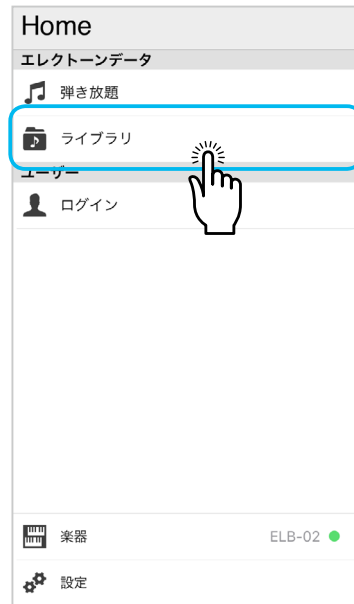 Home
エレクトーンデータ
弾き放題
ライブラリ
ユーザー
ログイン
楽器 ELB-02
設定